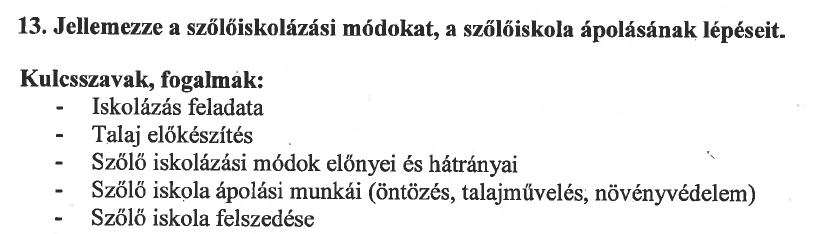 13. Jellemezze a szőlőiskolázási módokat, a szőlőiskola ápolásának lépéseit.
Kulcsszavak, fogalmak:
- Iskolázás feladata
- Talaj előkészítés
- Szőlő iskolázási módok előnyei és hátrányai
- Szőlő iskola ápolási munkái (öntözés, talajművelés, növényvédelem)
- Szőlő iskola felszedése